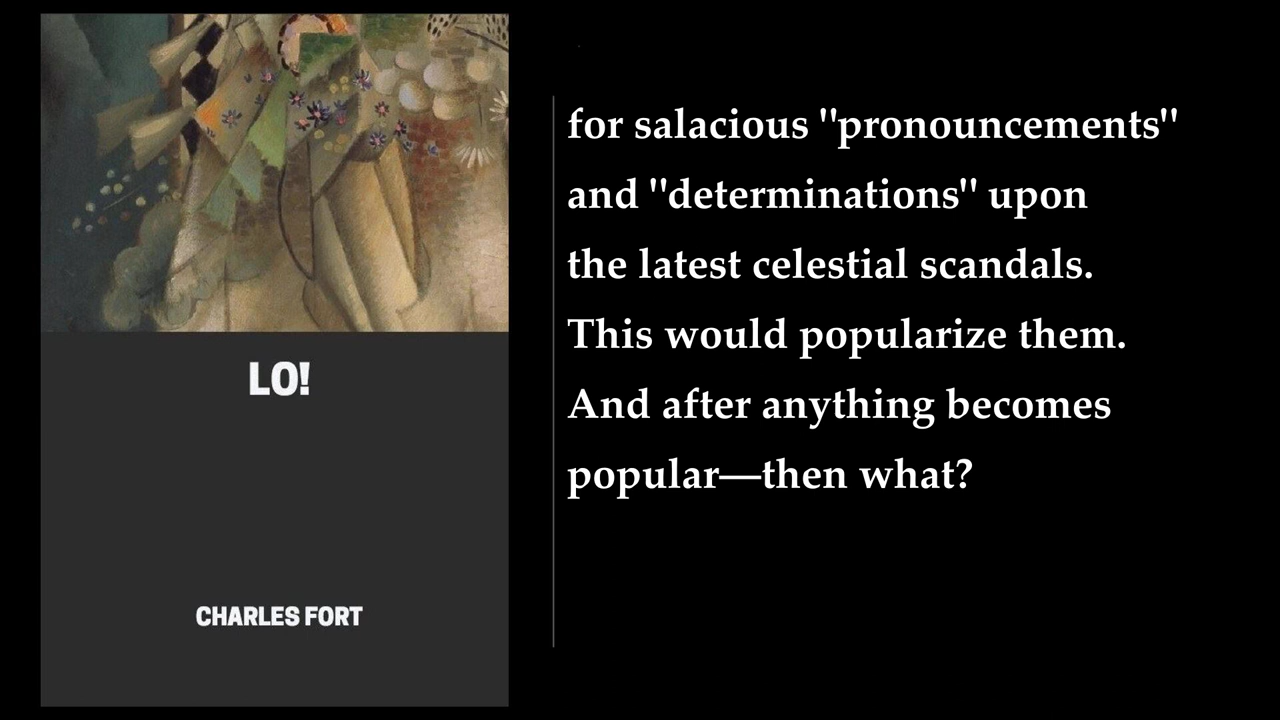 LO!
CHARLES FORT
for salacious "pronouncements"
and "determinations" upon
the latest celestial scandals.
This would popularize them.
And after anything becomes
popular—then what?